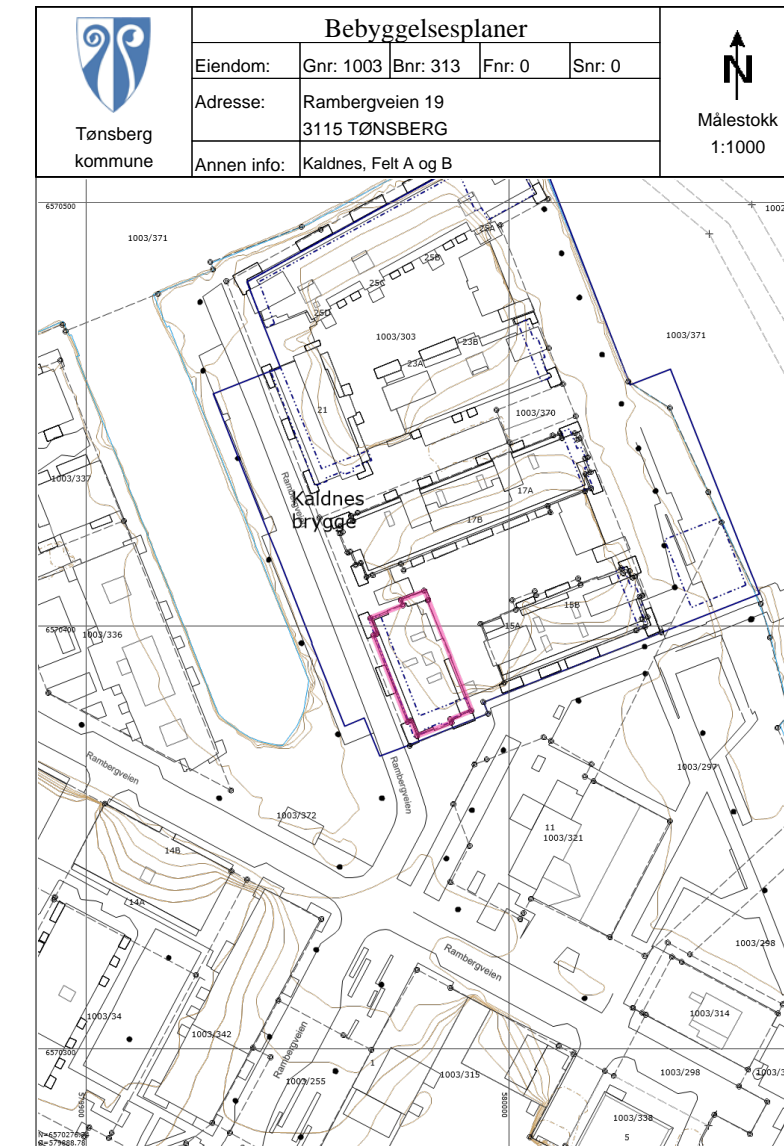 Bebyggelsesplaner
Eiendom: Gnr: 1003 Bnr: 313 Fnr: 0 Snr: 0
Adresse: Rambergveien 19
3115 TØNSBERG
Annen info: Kaldnes, Felt A og B
Tønsberg
kommune
N
Målestokk
1:1000
6570500
1003/371
25A
25B
25C
25D
1003/303
23B
23A
1003/371
21
1003/370
1003/337
Kaldnes
brygge
17A
17B
15B
15A
6570400
1003/336
Rambergveien
Rambergveien
1003/297
1003/372
11
1003/321
14B
14A
1003/298
Rambergveien
1003/34
1003/342
Rambergveien
1003/314
6570300
1
1003/255
1003/315
1003/298
1003/338
5
580000